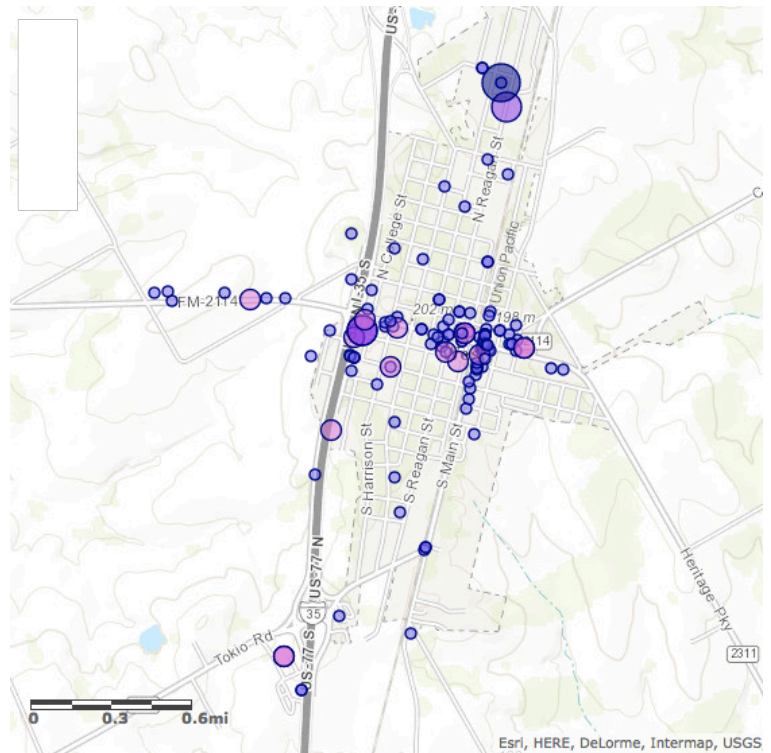 US-
N Reagan St
N College St
Union Pacific
I-35 S
FM-2114
202 m
198 m
114
S Harrison St
S Reagan St
S Main St
US-77 N
35
Tokio Rd
US-77 S
Heritage Pky
2311
0 0.3 0.6mi
Esri, HERE, DeLorme, Intermap, USGS